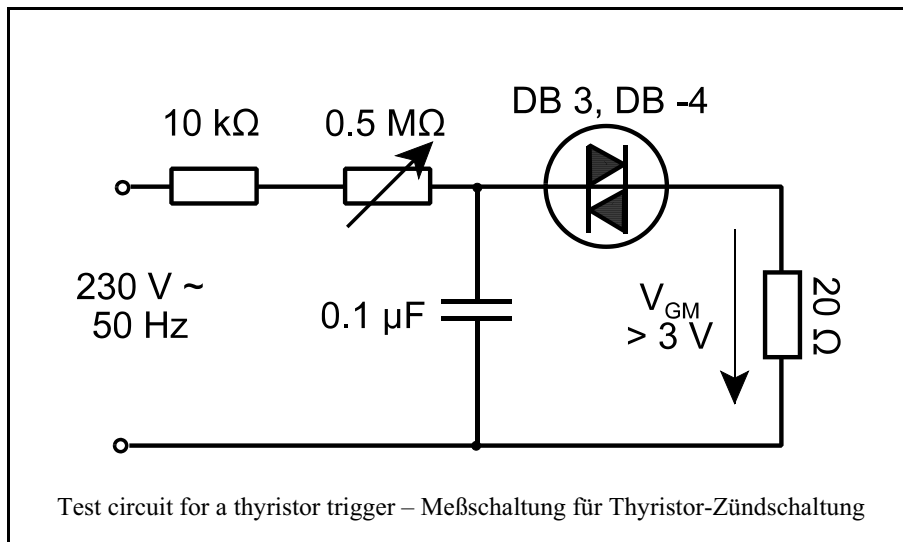 DB 3, DB -4
10 kΩ
0.5 MΩ
230 V ~
50 Hz
0.1 µF
V_GM
> 3 V
20 Ω
Test circuit for a thyristor trigger – Meßschaltung für Thyristor-Zündschaltung